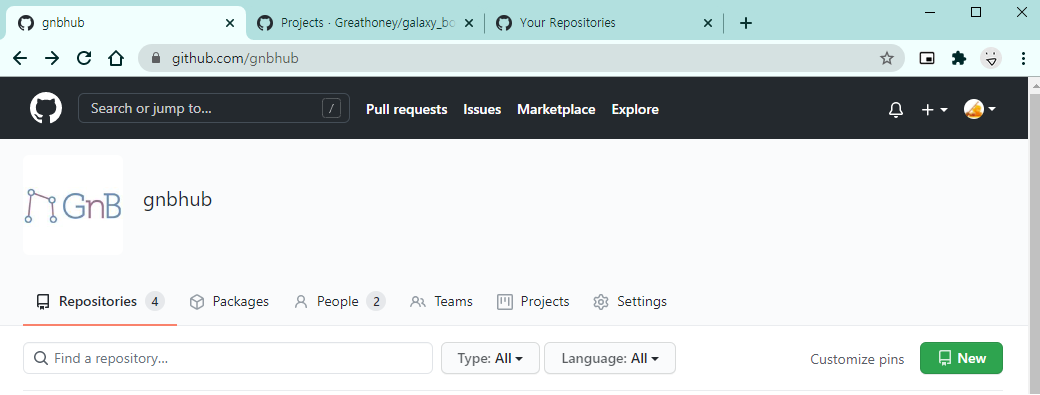 gnbhub
Projects · Greathoney/galaxy_bo
Your Repositories
github.com/gnbhub
Search or jump to... /
Pull requests Issues Marketplace Explore
GnB
gnbhub
Repositories 4 Packages People 2 Teams Projects Settings
Find a repository... Type: All Language: All Customize pins New